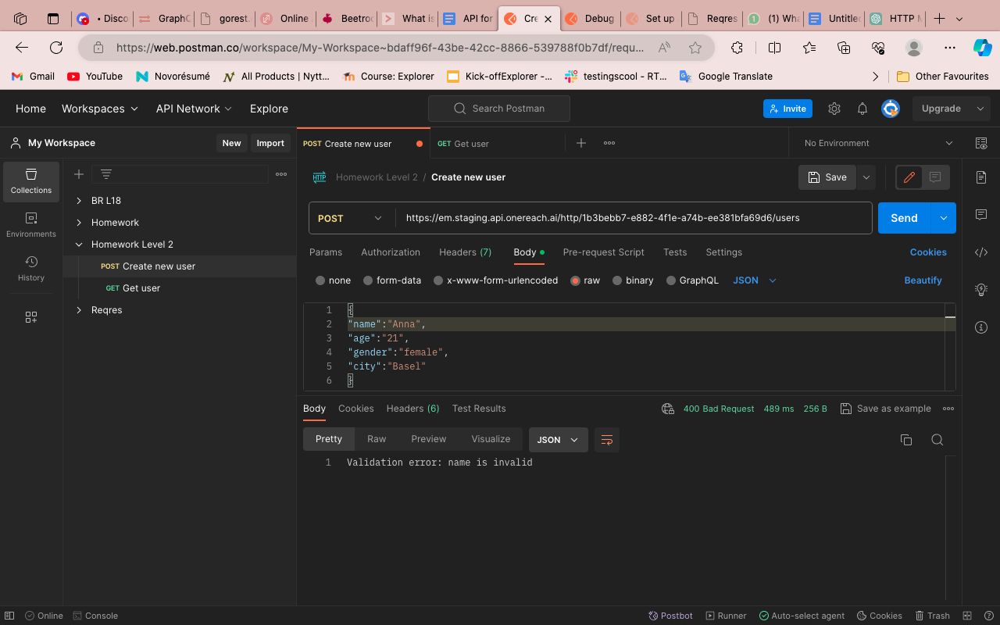 • Disco
GraphQ
gorest.
Online
Beetroo
What is
API for
Cre
Debug
Set up
Reqres
(1) Wha
Untitled
HTTP M
https://web.postman.co/workspace/My-Workspace~bdaff96f-43be-42cc-8866-539788f0b7df/requ...
Gmail
YouTube
Novorésumé
All Products | Nytt...
Course: Explorer
Kick-offExplorer -...
testingscool - RT...
Google Translate
Other Favourites
Home
Workspaces
API Network
Explore
Search Postman
Invite
Upgrade
My Workspace
New
Import
POST Create new user
GET Get user
No Environment
Collections
Environments
History
BR L18
Homework
Homework Level 2
POST Create new user
GET Get user
Reqres
HTTP
Homework Level 2 / Create new user
Save
POST
https://em.staging.api.onereach.ai/http/1b3bebb7-e882-4f1e-a74b-ee381bfa69d6/users
Send
Params
Authorization
Headers (7)
Body
Pre-request Script
Tests
Settings
Cookies
none
form-data
x-www-form-urlencoded
raw
binary
GraphQL
JSON
Beautify
1 {
2 "name":"Anna",
3 "age":"21",
4 "gender":"female",
5 "city":"Basel"
6 }
Body
Cookies
Headers (6)
Test Results
400 Bad Request
489 ms
256 B
Save as example
Pretty
Raw
Preview
Visualize
JSON
1 Validation error: name is invalid
Online
Console
Postbot
Runner
Auto-select agent
Cookies
Trash